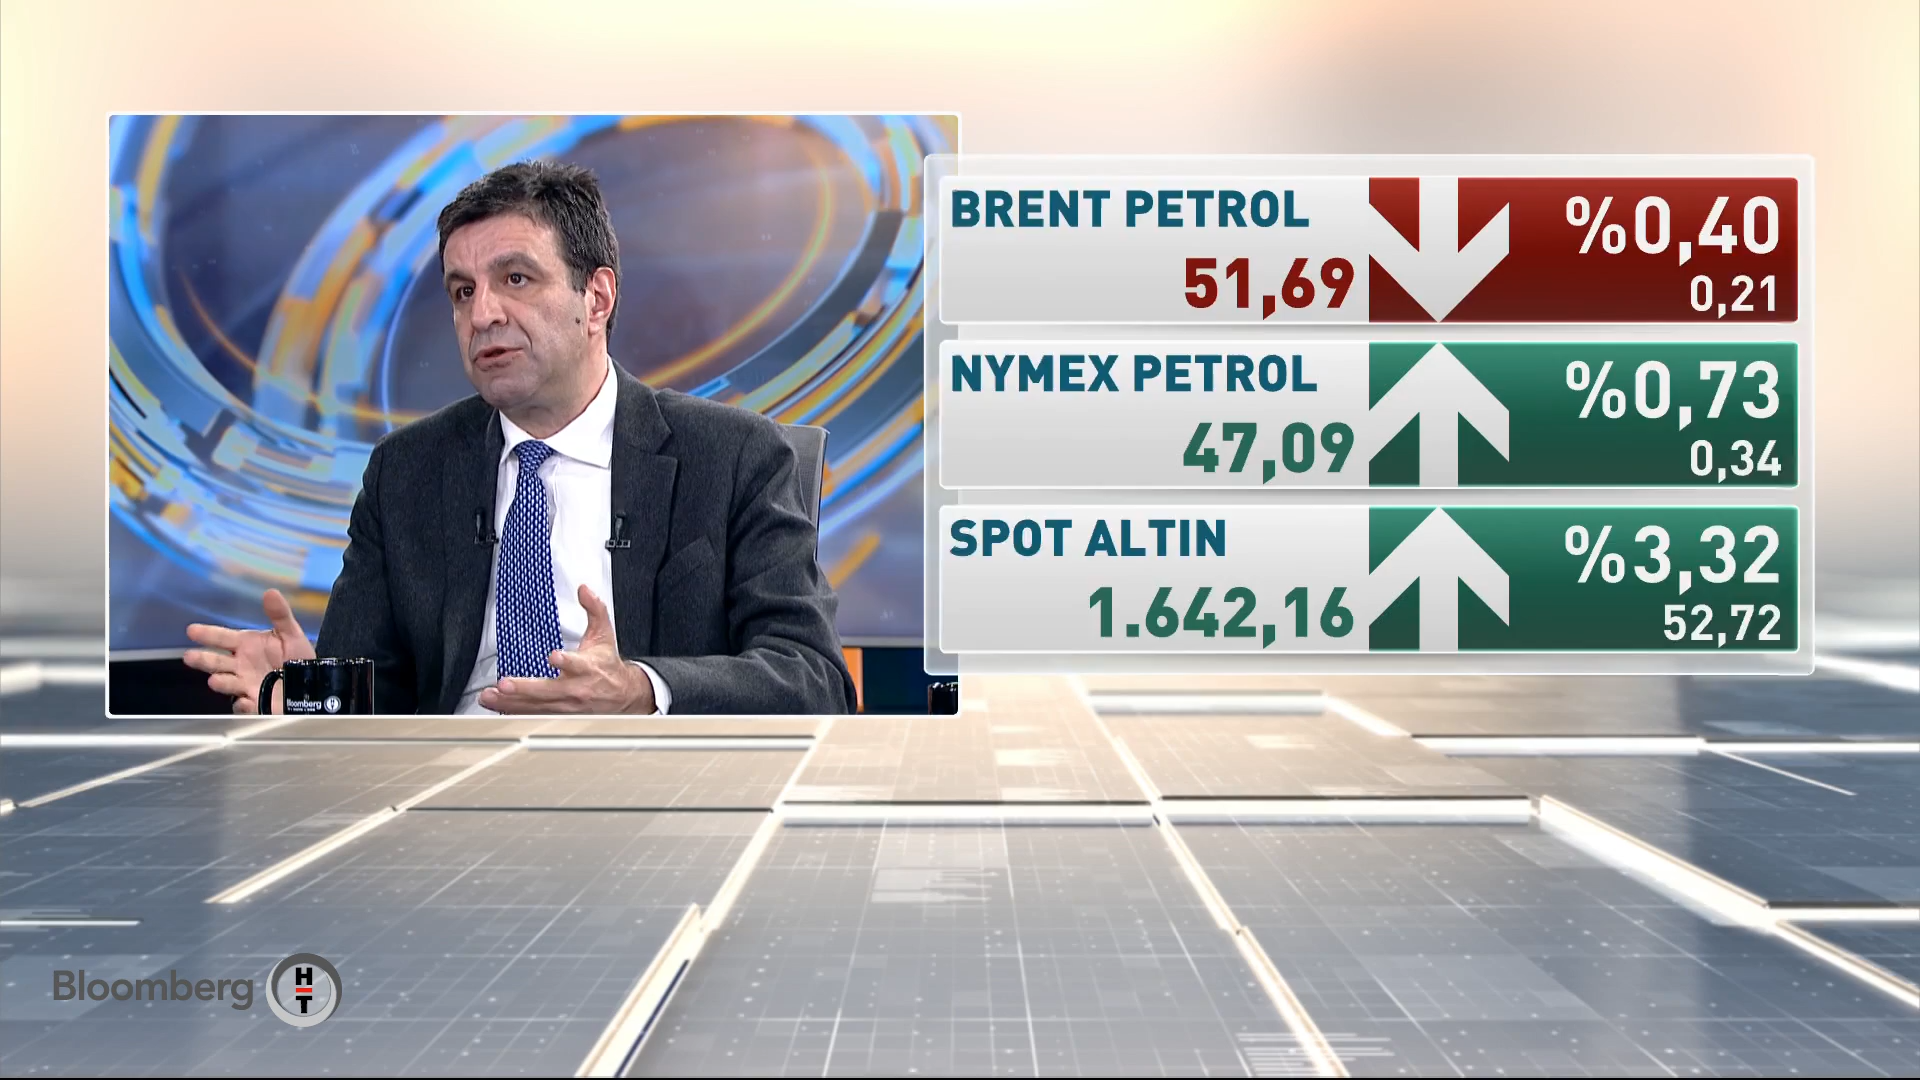 BRENT PETROL
51,69
%0,40
0,21
NYMEX PETROL
47,09
%0,73
0,34
SPOT ALTIN
1.642,16
%3,32
52,72
Bloomberg
Bloomberg HT